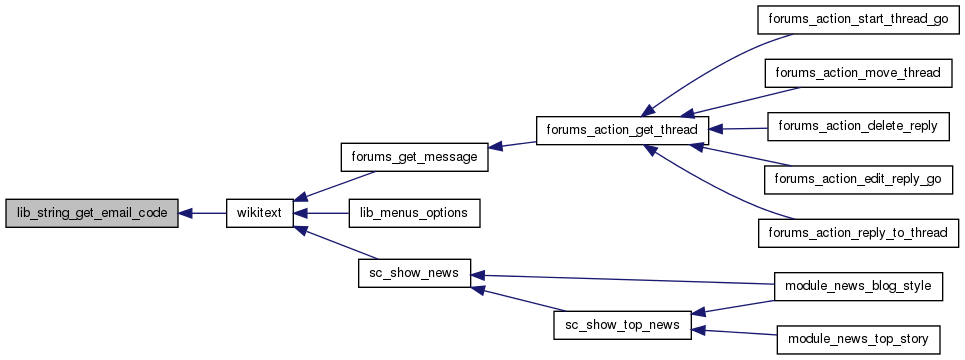 forums_action_start_thread_go
forums_action_move_thread
forums_action_get_thread
forums_action_delete_reply
forums_get_message
forums_action_edit_reply_go
lib_string_get_email_code
wikitext
lib_menus_options
forums_action_reply_to_thread
sc_show_news
module_news_blog_style
sc_show_top_news
module_news_top_story